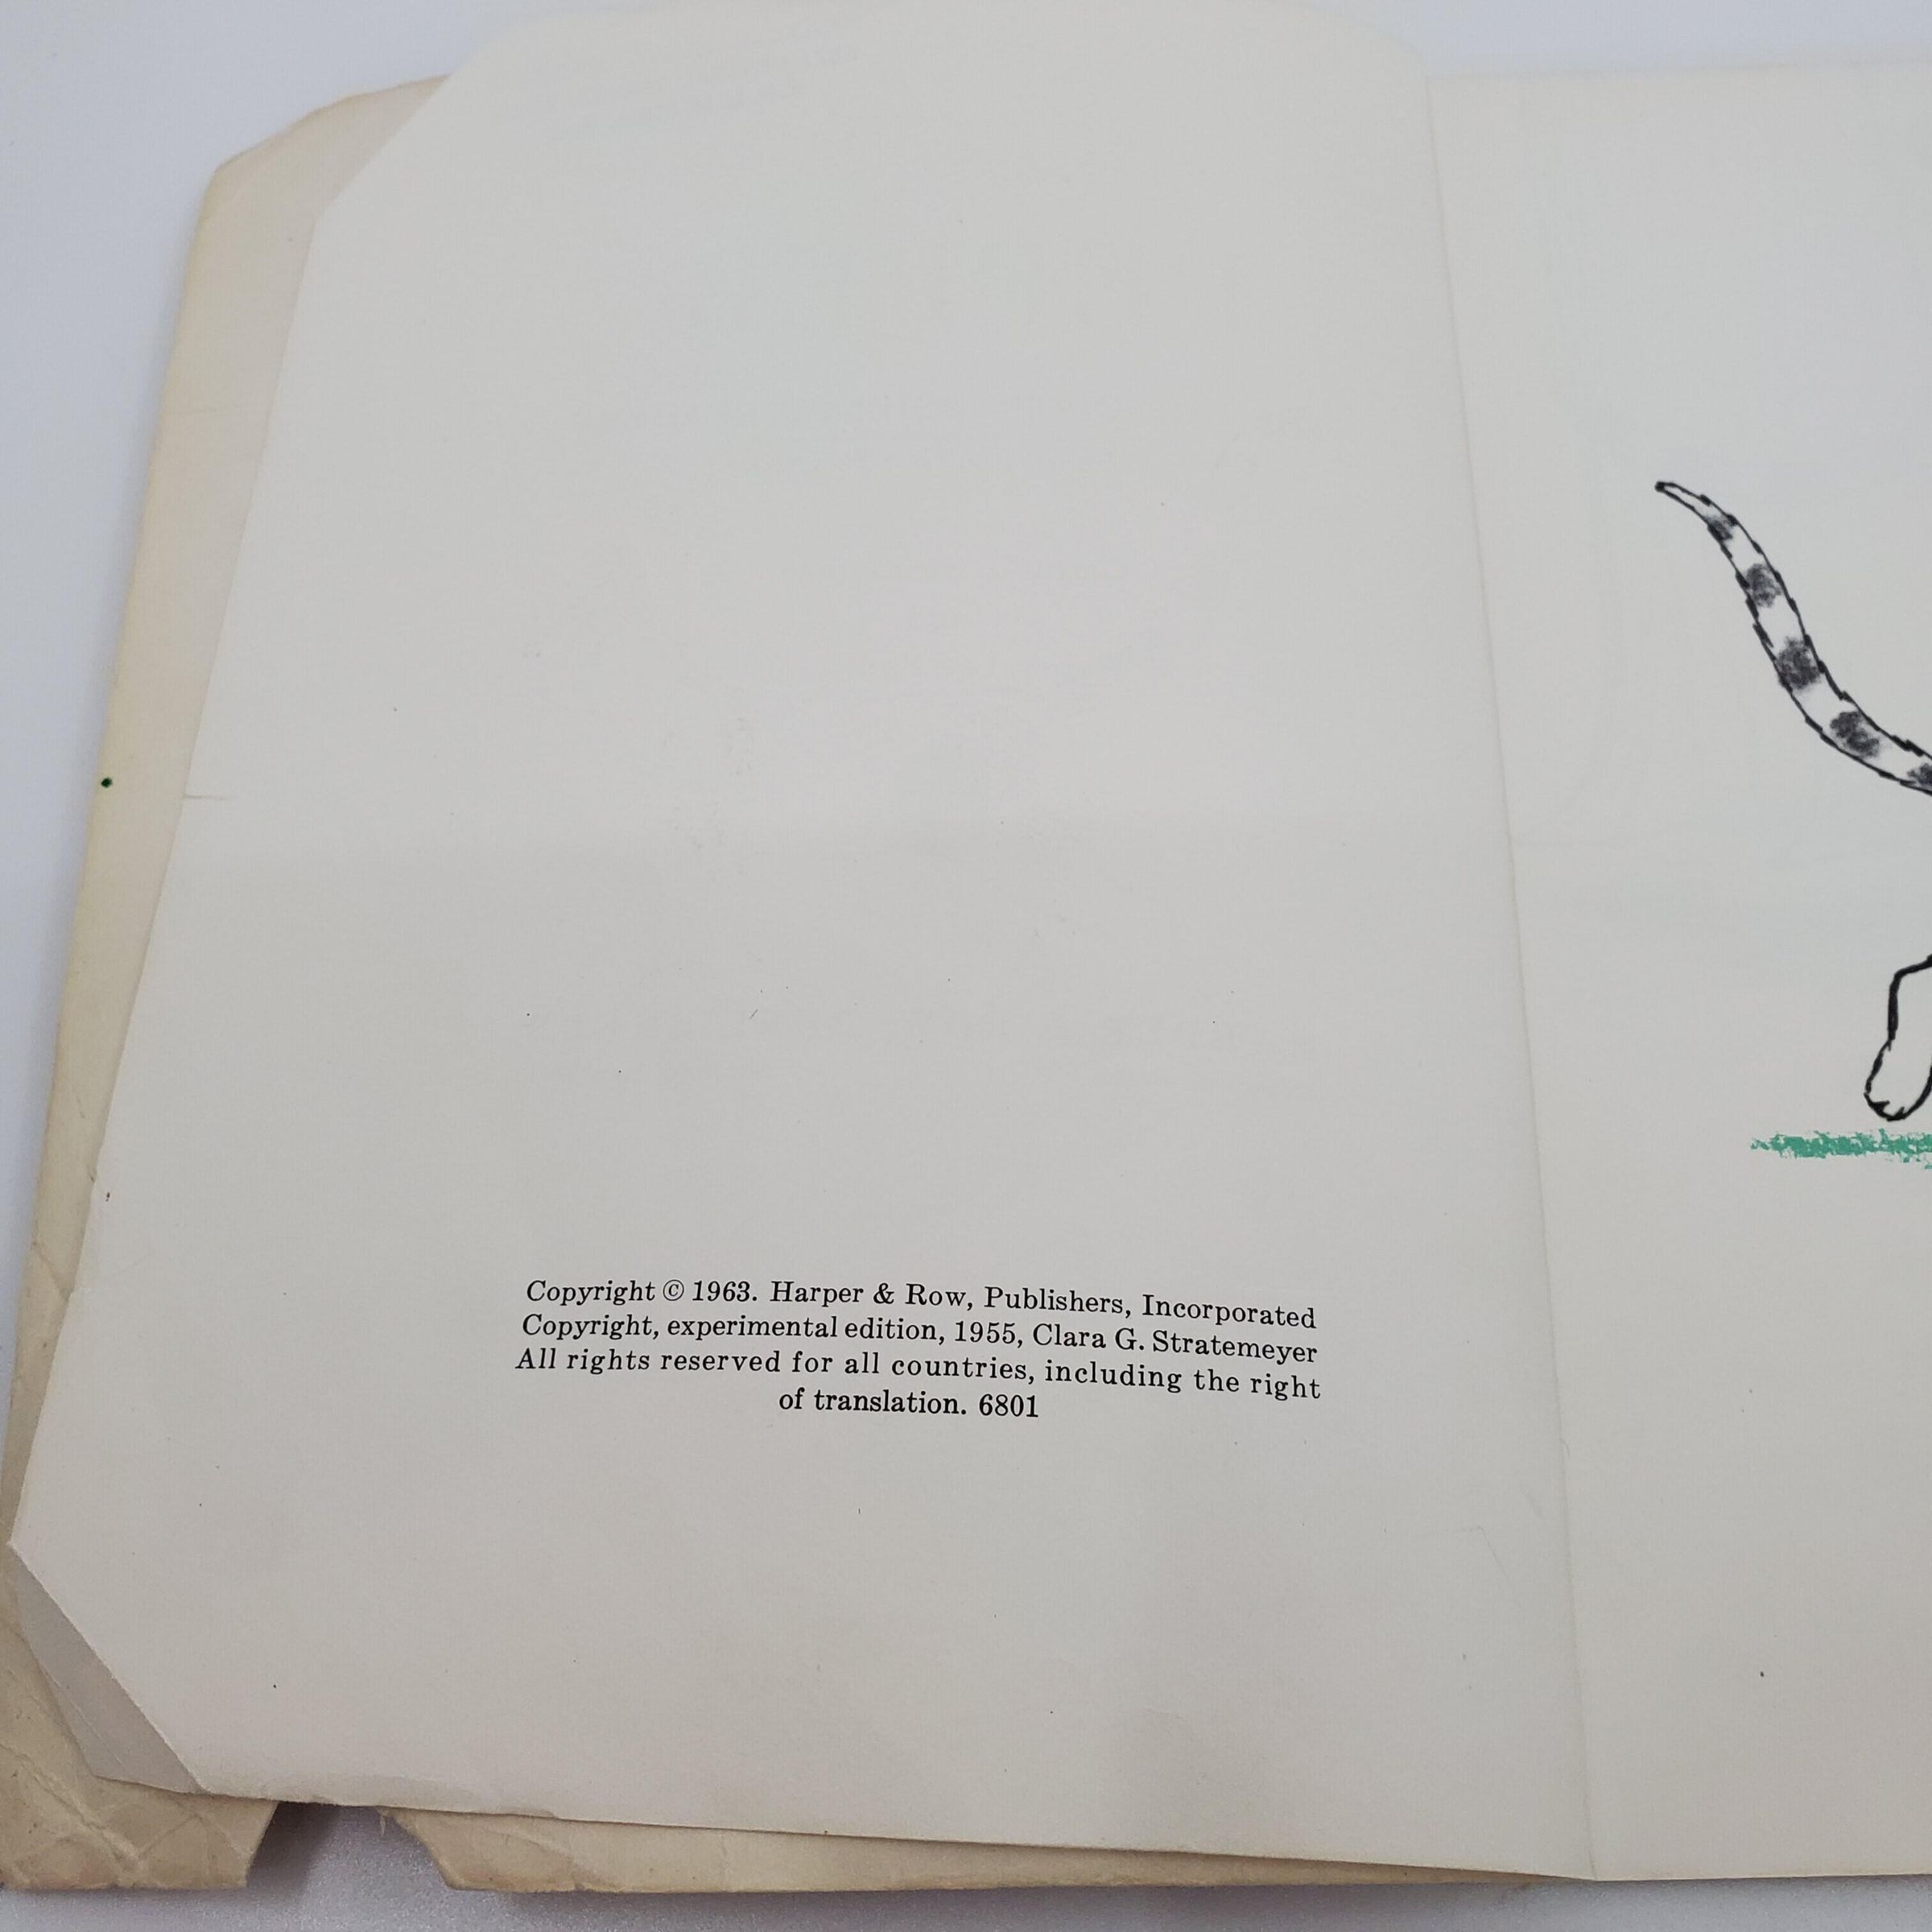 Copyright © 1963. Harper & Row, Publishers, Incorporated
Copyright, experimental edition, 1955, Clara G. Stratemeyer
All rights reserved for all countries, including the right
of translation. 6801